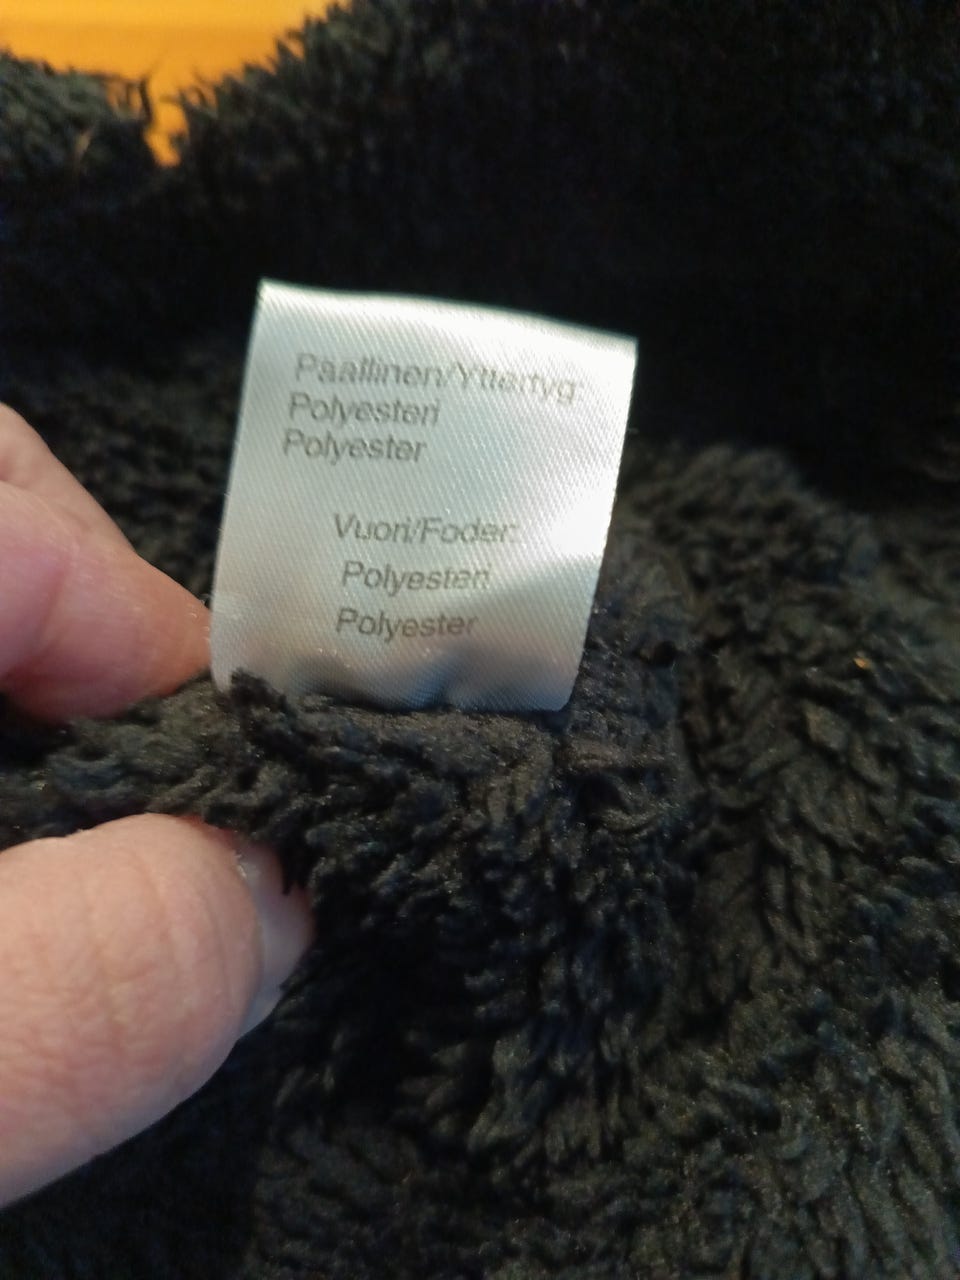 Paallinen/Yttertyg:
Polyesteri
Polyester
Vuori/Foder:
Polyesteri
Polyester